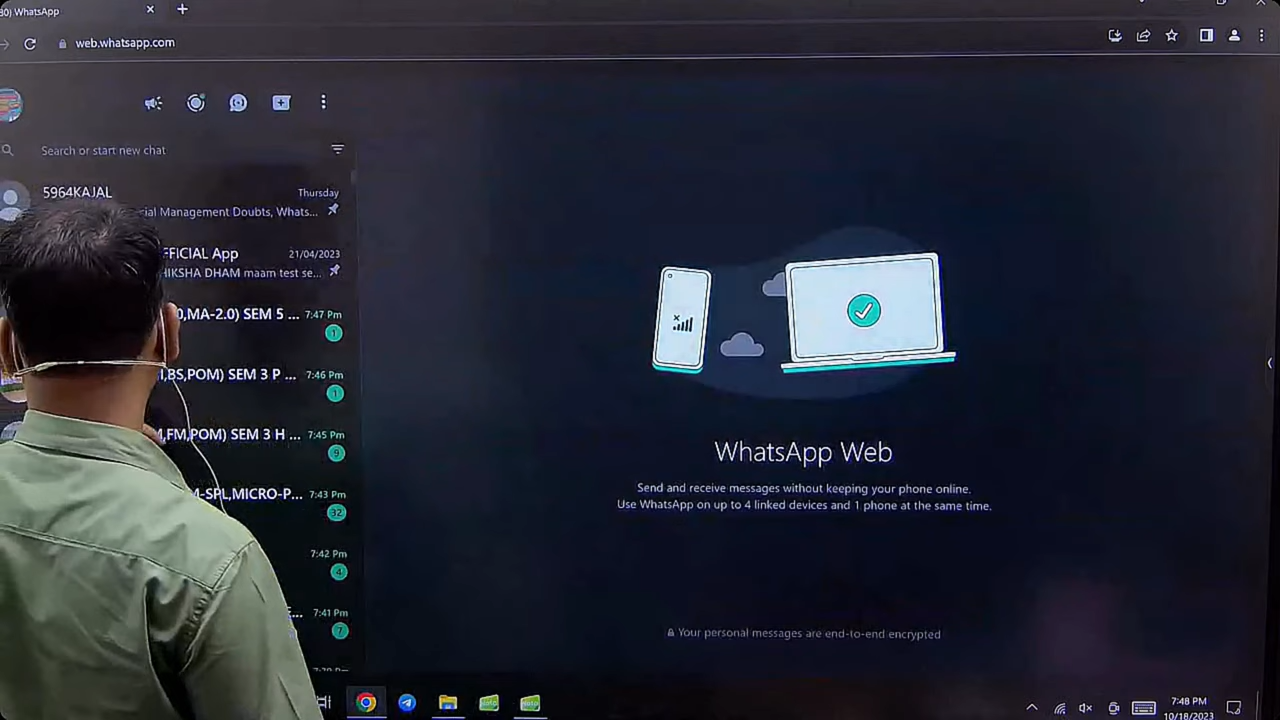 80) WhatsApp
web.whatsapp.com
Search or start new chat
5964KAJAL
Thursday
ial Management Doubts, Whats...
FFICIAL App
21/04/2023
HIKSHA DHAM maam test se...
0,MA-2.0) SEM 5 ...
7:47 Pm
1
,BS,POM) SEM 3 P ...
7:46 Pm
1
,FM,POM) SEM 3 H ...
7:45 Pm
9
M-SPL,MICRO-P...
7:43 Pm
32
7:42 Pm
4
7:41 Pm
7
WhatsApp Web
Send and receive messages without keeping your phone online.
Use WhatsApp on up to 4 linked devices and 1 phone at the same time.
Your personal messages are end-to-end encrypted
7:48 PM
10/18/2023